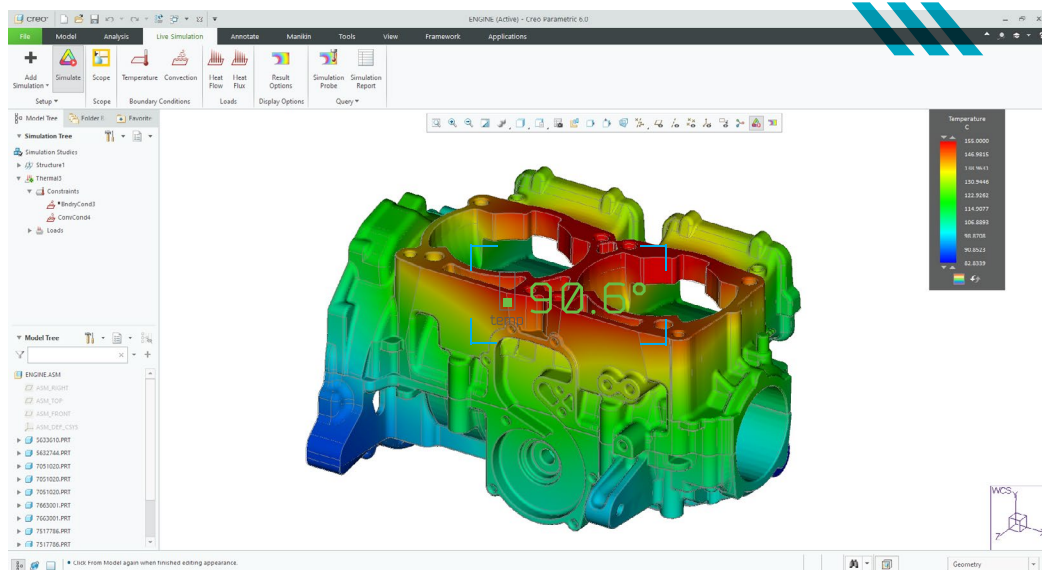 creo
ENGINE (Active) - Creo Parametric 6.0
File Model Analysis Live Simulation Annotate Manikin Tools View Framework Applications
Add Simulation
Simulate
Scope
Temperature
Convection
Heat Flow
Heat Flux
Result Options
Simulation Probe
Simulation Report
Setup
Scope
Boundary Conditions
Loads
Display Options
Query
Model Tree
Favorite
Simulation Tree
Simulation Studies
Structure1
Thermal3
Constraints
BndryCond3
ConvCond4
Loads
Model Tree
ENGINE.ASM
ASM_RIGHT
ASM_TOP
ASM_FRONT
ASM_DEF_CSYS
5633610.PRT
5632744.PRT
7051020.PRT
7051020.PRT
7051020.PRT
7663001.PRT
7663001.PRT
7517786.PRT
7517786.PRT
Temperature
C
155.0000
146.9815
130.9446
122.9262
114.9077
106.8893
98.8708
90.8523
82.8339
90.6°
WCS
Click From Model again when finished editing appearance.
Geometry